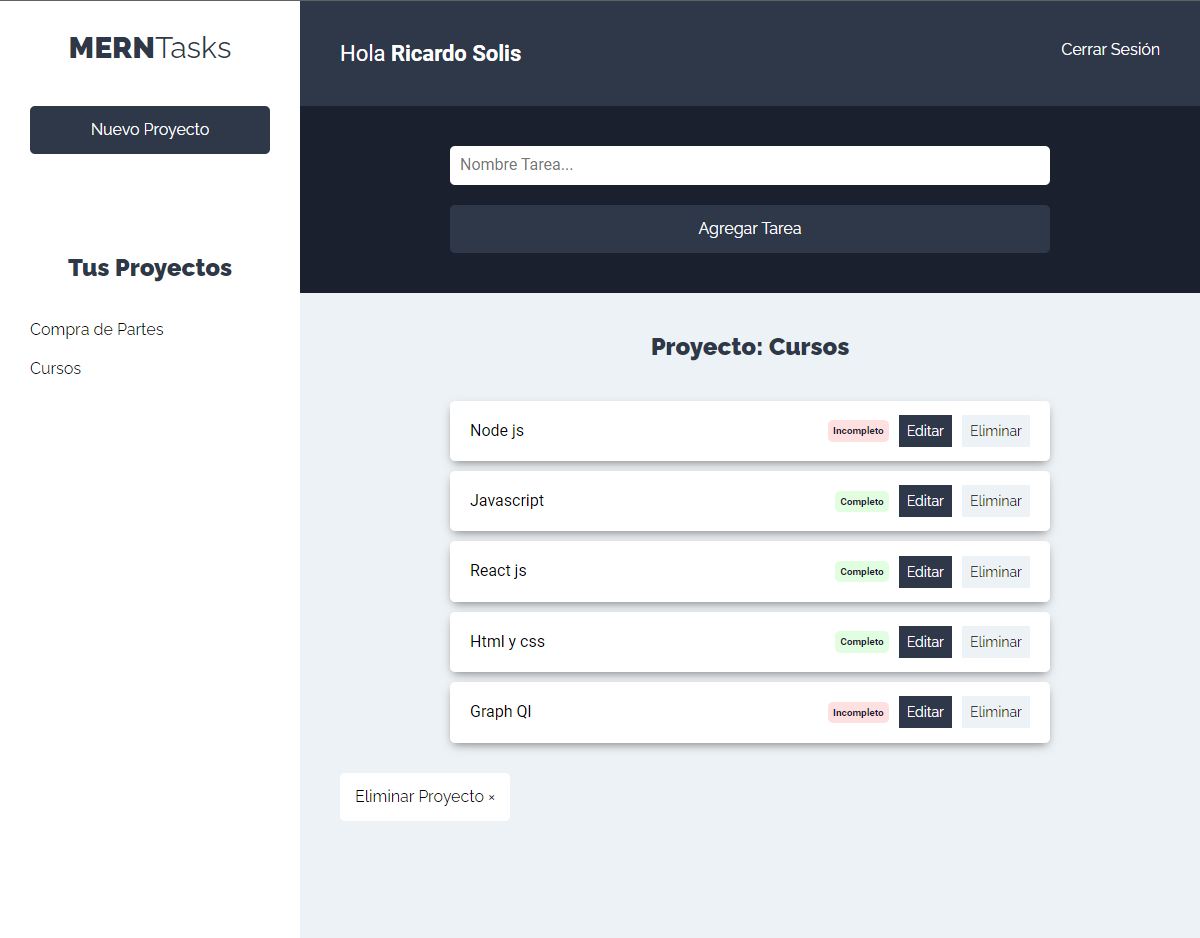 MERNTasks
Nuevo Proyecto
Tus Proyectos
Compra de Partes
Cursos
Hola Ricardo Solis
Cerrar Sesión
Nombre Tarea...
Agregar Tarea
Proyecto: Cursos
Node js Incompleto Editar Eliminar
Javascript Completo Editar Eliminar
React js Completo Editar Eliminar
Html y css Completo Editar Eliminar
Graph Ql Incompleto Editar Eliminar
Eliminar Proyecto ×